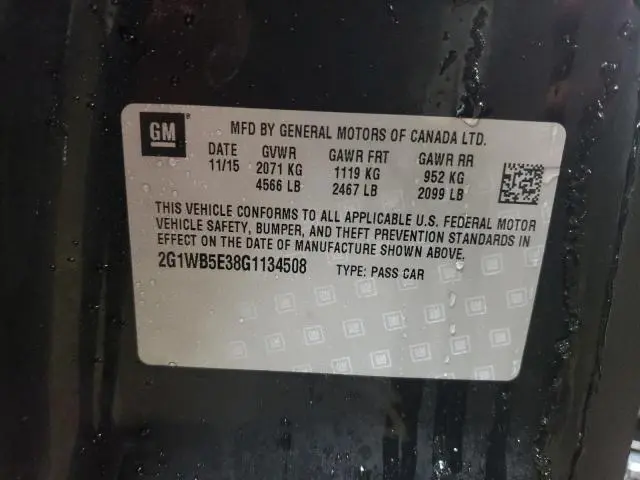 GM
MFD BY GENERAL MOTORS OF CANADA LTD.
DATE GVWR GAWR FRT GAWR RR
11/15 2071 KG 1119 KG 952 KG
4566 LB 2467 LB 2099 LB
THIS VEHICLE CONFORMS TO ALL APPLICABLE U.S. FEDERAL MOTOR
VEHICLE SAFETY, BUMPER, AND THEFT PREVENTION STANDARDS IN
EFFECT ON THE DATE OF MANUFACTURE SHOWN ABOVE.
2G1WB5E38G1134508 TYPE: PASS CAR